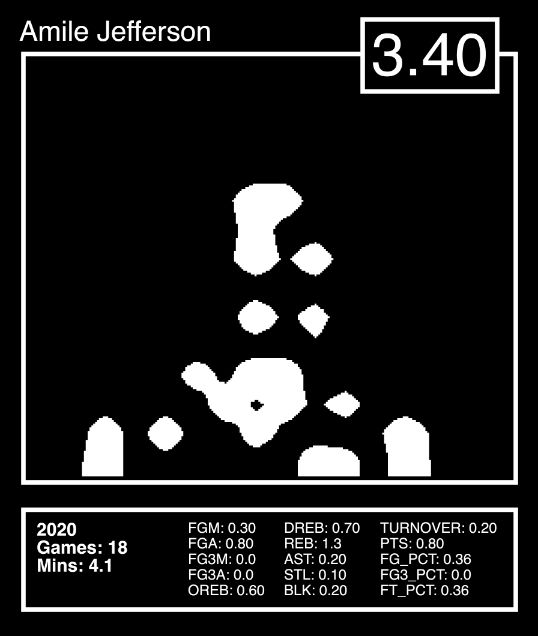 Amile Jefferson
3.40
2020
Games: 18
Mins: 4.1
FGM: 0.30
FGA: 0.80
FG3M: 0.0
FG3A: 0.0
OREB: 0.60
DREB: 0.70
REB: 1.3
AST: 0.20
STL: 0.10
BLK: 0.20
TURNOVER: 0.20
PTS: 0.80
FG_PCT: 0.36
FG3_PCT: 0.0
FT_PCT: 0.36